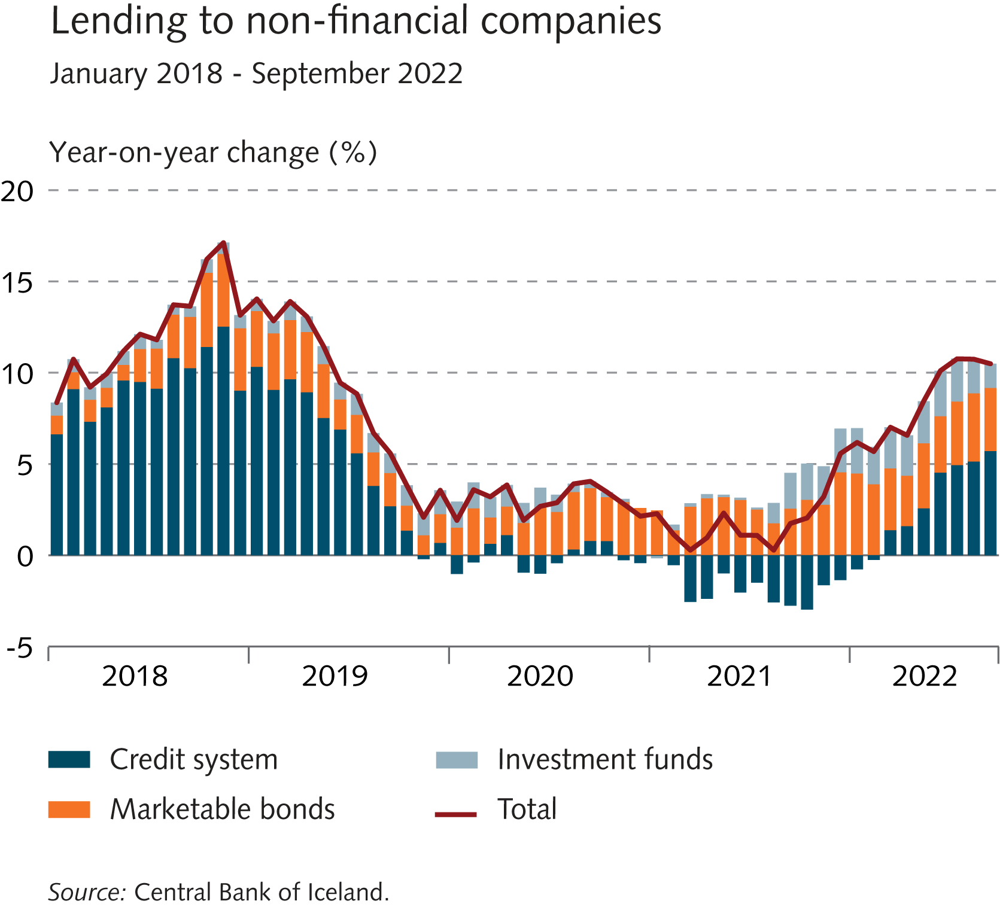 Lending to non-financial companies
January 2018 - September 2022
Year-on-year change (%)
20
15
10
5
0
-5
2018 2019 2020 2021 2022
Credit system Investment funds
Marketable bonds Total
Source: Central Bank of Iceland.